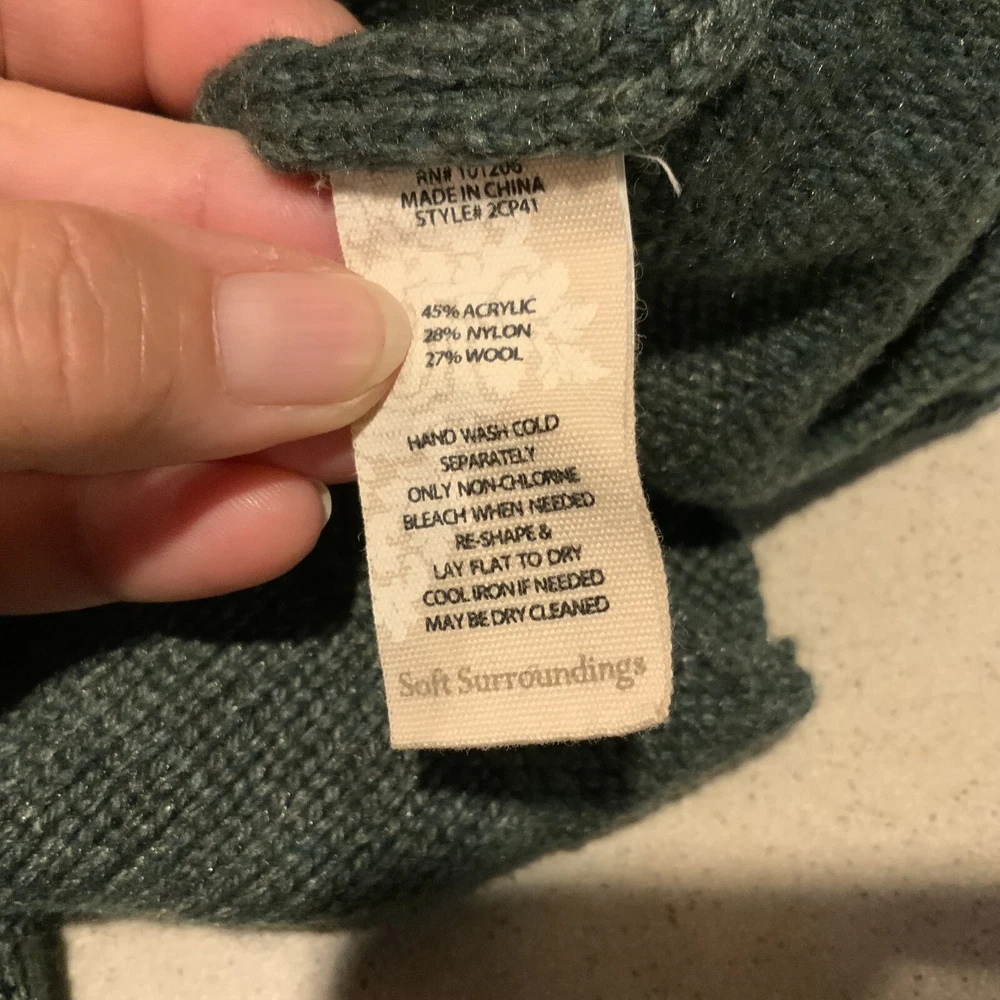 RN# 101206
MADE IN CHINA
STYLE# 2CP41
45% ACRYLIC
28% NYLON
27% WOOL
HAND WASH COLD
SEPARATELY
ONLY NON-CHLORINE
BLEACH WHEN NEEDED
RE-SHAPE &
LAY FLAT TO DRY
COOL IRON IF NEEDED
MAY BE DRY CLEANED
Soft Surroundings